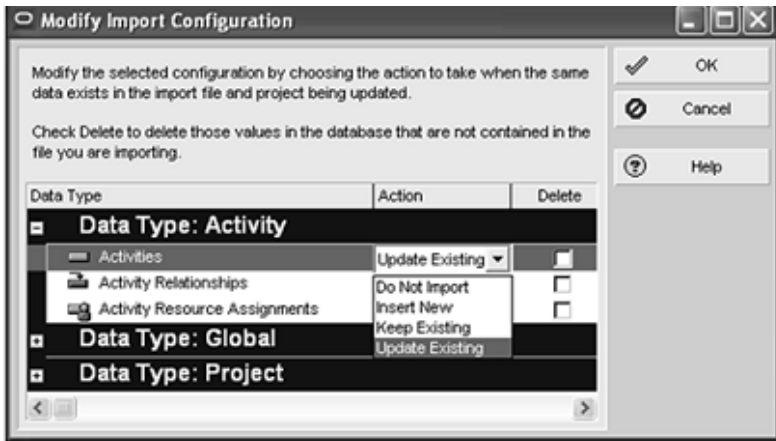 Modify Import Configuration
Modify the selected configuration by choosing the action to take when the same
data exists in the import file and project being updated.
Check Delete to delete those values in the database that are not contained in the
file you are importing.
OK
Cancel
Help
Data Type Action Delete
Data Type: Activity
Activities Update Existing
Activity Relationships Do Not Import
Insert New
Activity Resource Assignments
Keep Existing
Data Type: Global Update Existing
Data Type: Project